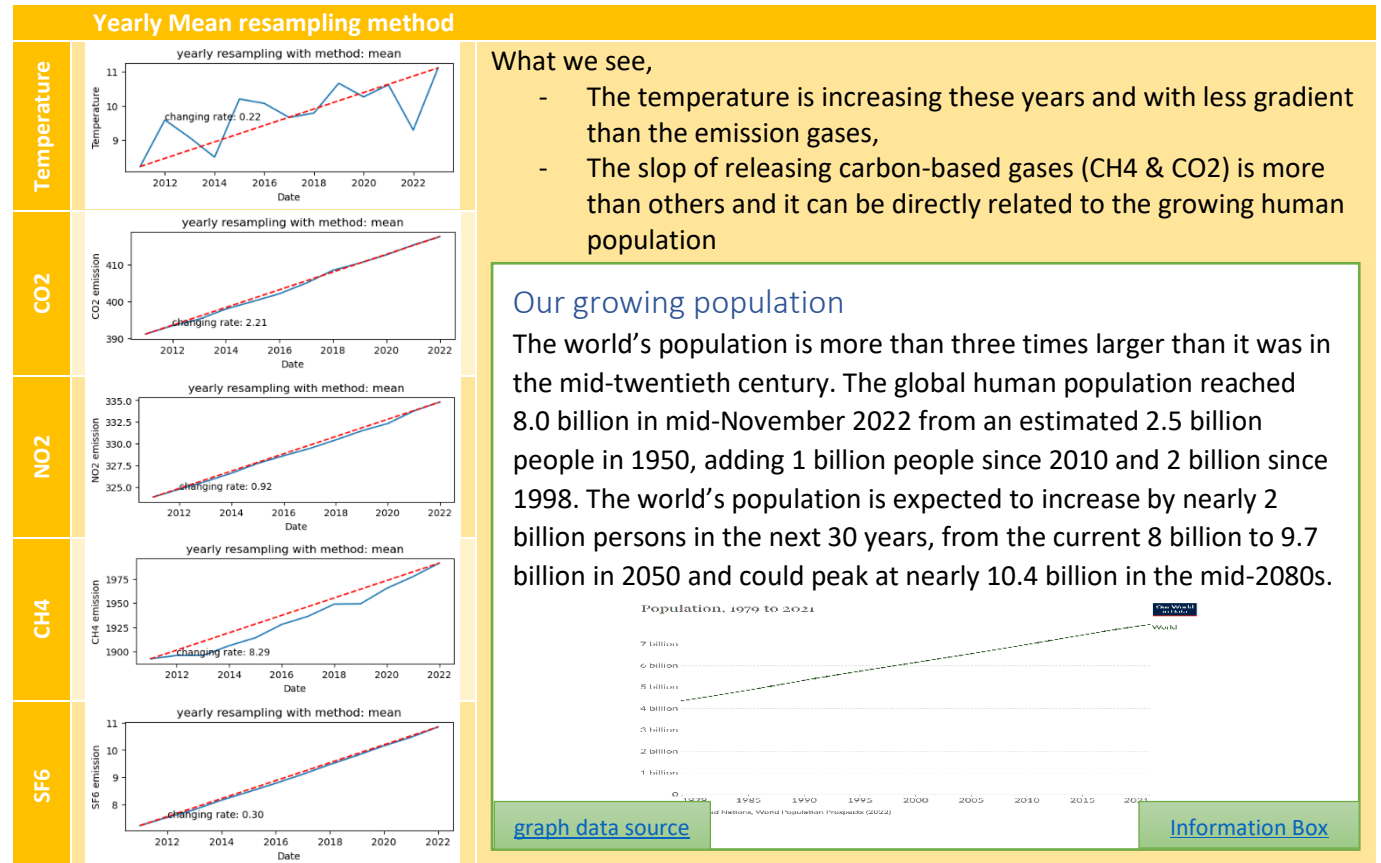 Yearly Mean resampling method
Temperature
yearly resampling with method: mean
11
10
9
Temperature
changing rate: 0.22
2012 2014 2016 2018 2020 2022
Date
CO2
yearly resampling with method: mean
410
400
390
CO2 emission
changing rate: 2.21
2012 2014 2016 2018 2020 2022
Date
NO2
yearly resampling with method: mean
335.0
332.5
330.0
327.5
325.0
NO2 emission
changing rate: 0.92
2012 2014 2016 2018 2020 2022
Date
CH4
yearly resampling with method: mean
1975
1950
1925
1900
CH4 emission
changing rate: 8.29
2012 2014 2016 2018 2020 2022
Date
SF6
yearly resampling with method: mean
11
10
9
8
SF6 emission
changing rate: 0.30
2012 2014 2016 2018 2020 2022
Date
What we see,
- The temperature is increasing these years and with less gradient
than the emission gases,
- The slop of releasing carbon-based gases (CH4 & CO2) is more
than others and it can be directly related to the growing human
population
Our growing population
The world’s population is more than three times larger than it was in
the mid-twentieth century. The global human population reached
8.0 billion in mid-November 2022 from an estimated 2.5 billion
people in 1950, adding 1 billion people since 2010 and 2 billion since
1998. The world’s population is expected to increase by nearly 2
billion persons in the next 30 years, from the current 8 billion to 9.7
billion in 2050 and could peak at nearly 10.4 billion in the mid-2080s.
Population, 1979 to 2021
Our World
in Data
World
7 billion
6 billion
5 billion
4 billion
3 billion
2 billion
1 billion
0
1979 1985 1990 1995 2000 2005 2010 2015 2021
Nations, World Population Prospects (2022)
graph data source
Information Box